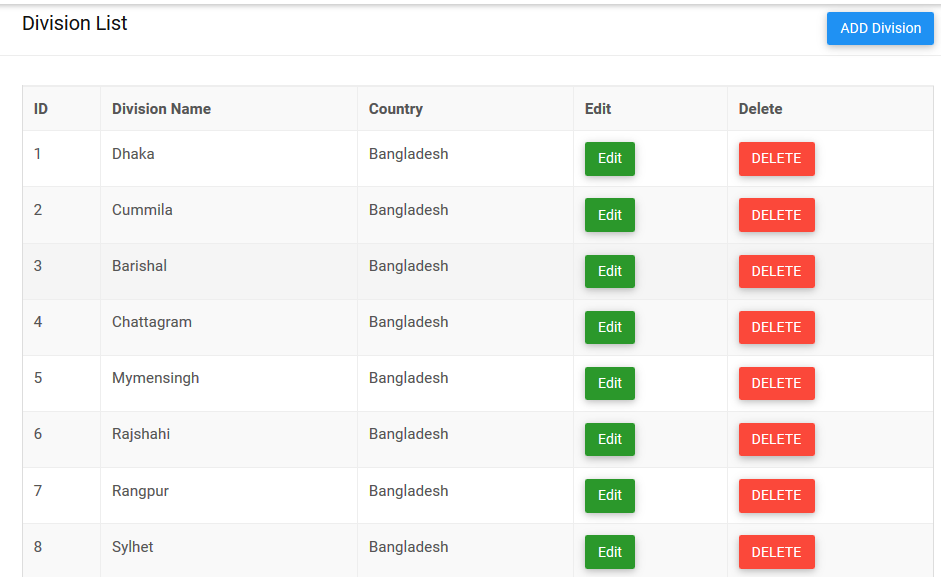 Division List
ADD Division
ID Division Name Country Edit Delete
1 Dhaka Bangladesh Edit DELETE
2 Cummila Bangladesh Edit DELETE
3 Barishal Bangladesh Edit DELETE
4 Chattagram Bangladesh Edit DELETE
5 Mymensingh Bangladesh Edit DELETE
6 Rajshahi Bangladesh Edit DELETE
7 Rangpur Bangladesh Edit DELETE
8 Sylhet Bangladesh Edit DELETE